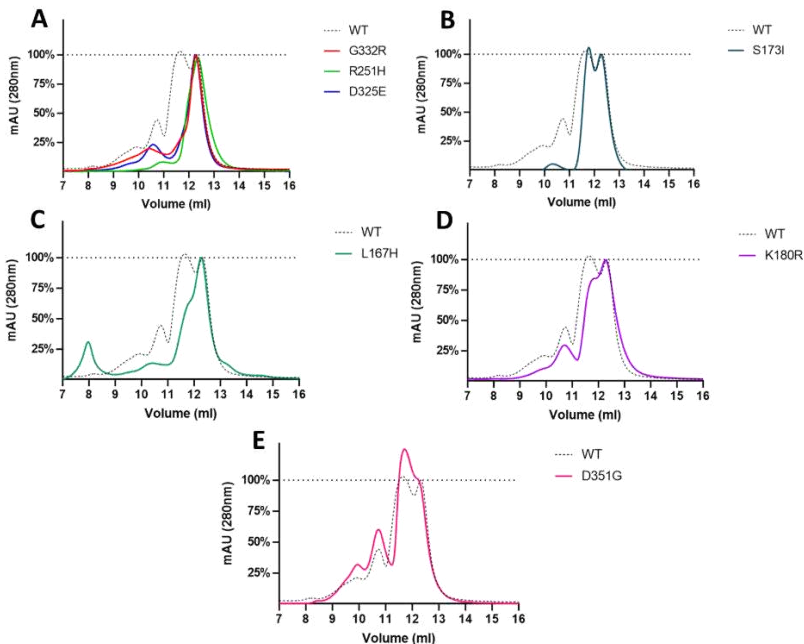 A
WT
G332R
R251H
D325E
mAU (280nm)
100%
75%
50%
25%
7 8 9 10 11 12 13 14 15 16
Volume (ml)
B
WT
S173I
mAU (280nm)
100%
75%
50%
25%
7 8 9 10 11 12 13 14 15 16
Volume (ml)
C
WT
L167H
mAU (280nm)
100%
75%
50%
25%
7 8 9 10 11 12 13 14 15 16
Volume (ml)
D
WT
K180R
mAU (280nm)
100%
75%
50%
25%
7 8 9 10 11 12 13 14 15 16
Volume (ml)
E
WT
D351G
mAU (280nm)
100%
75%
50%
25%
7 8 9 10 11 12 13 14 15 16
Volume (ml)